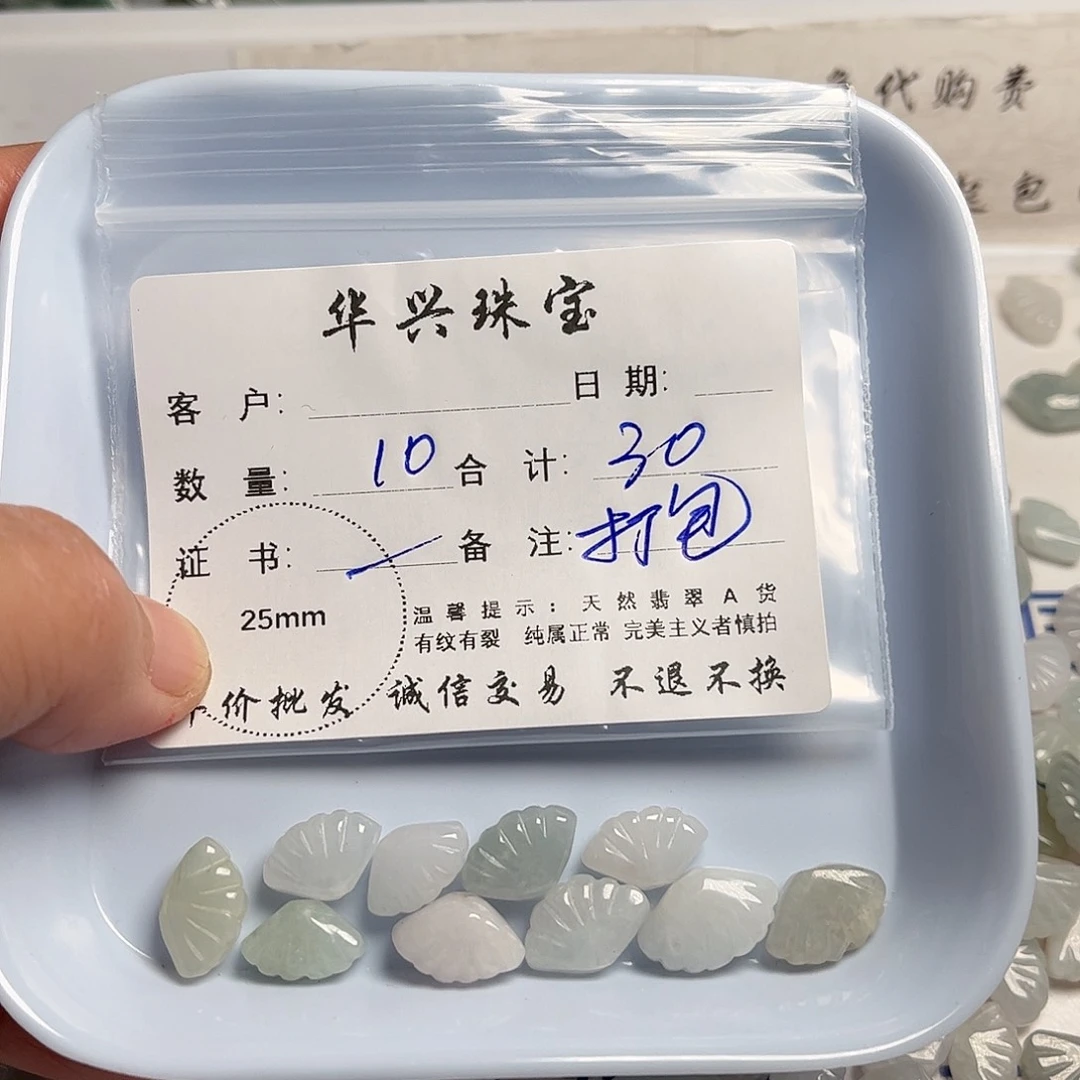 代购费
包
华兴珠宝
客 户: 日 期:
数 量: 10 合 计: 30
证 书: 备 注: 打包
25mm
温馨提示: 天然翡翠A货
有纹有裂 纯属正常 完美主义者慎拍
价批发 诚信交易 不退不换